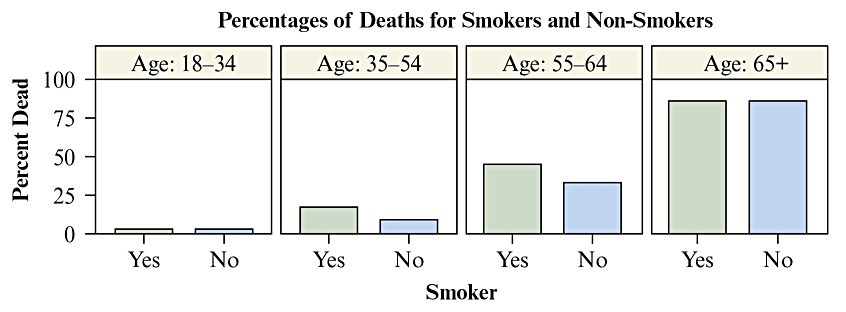 Percentages of Deaths for Smokers and Non-Smokers
Age: 18–34 Age: 35–54 Age: 55–64 Age: 65+
Percent Dead
100
75
50
25
0
Yes No Yes No Yes No Yes No
Smoker